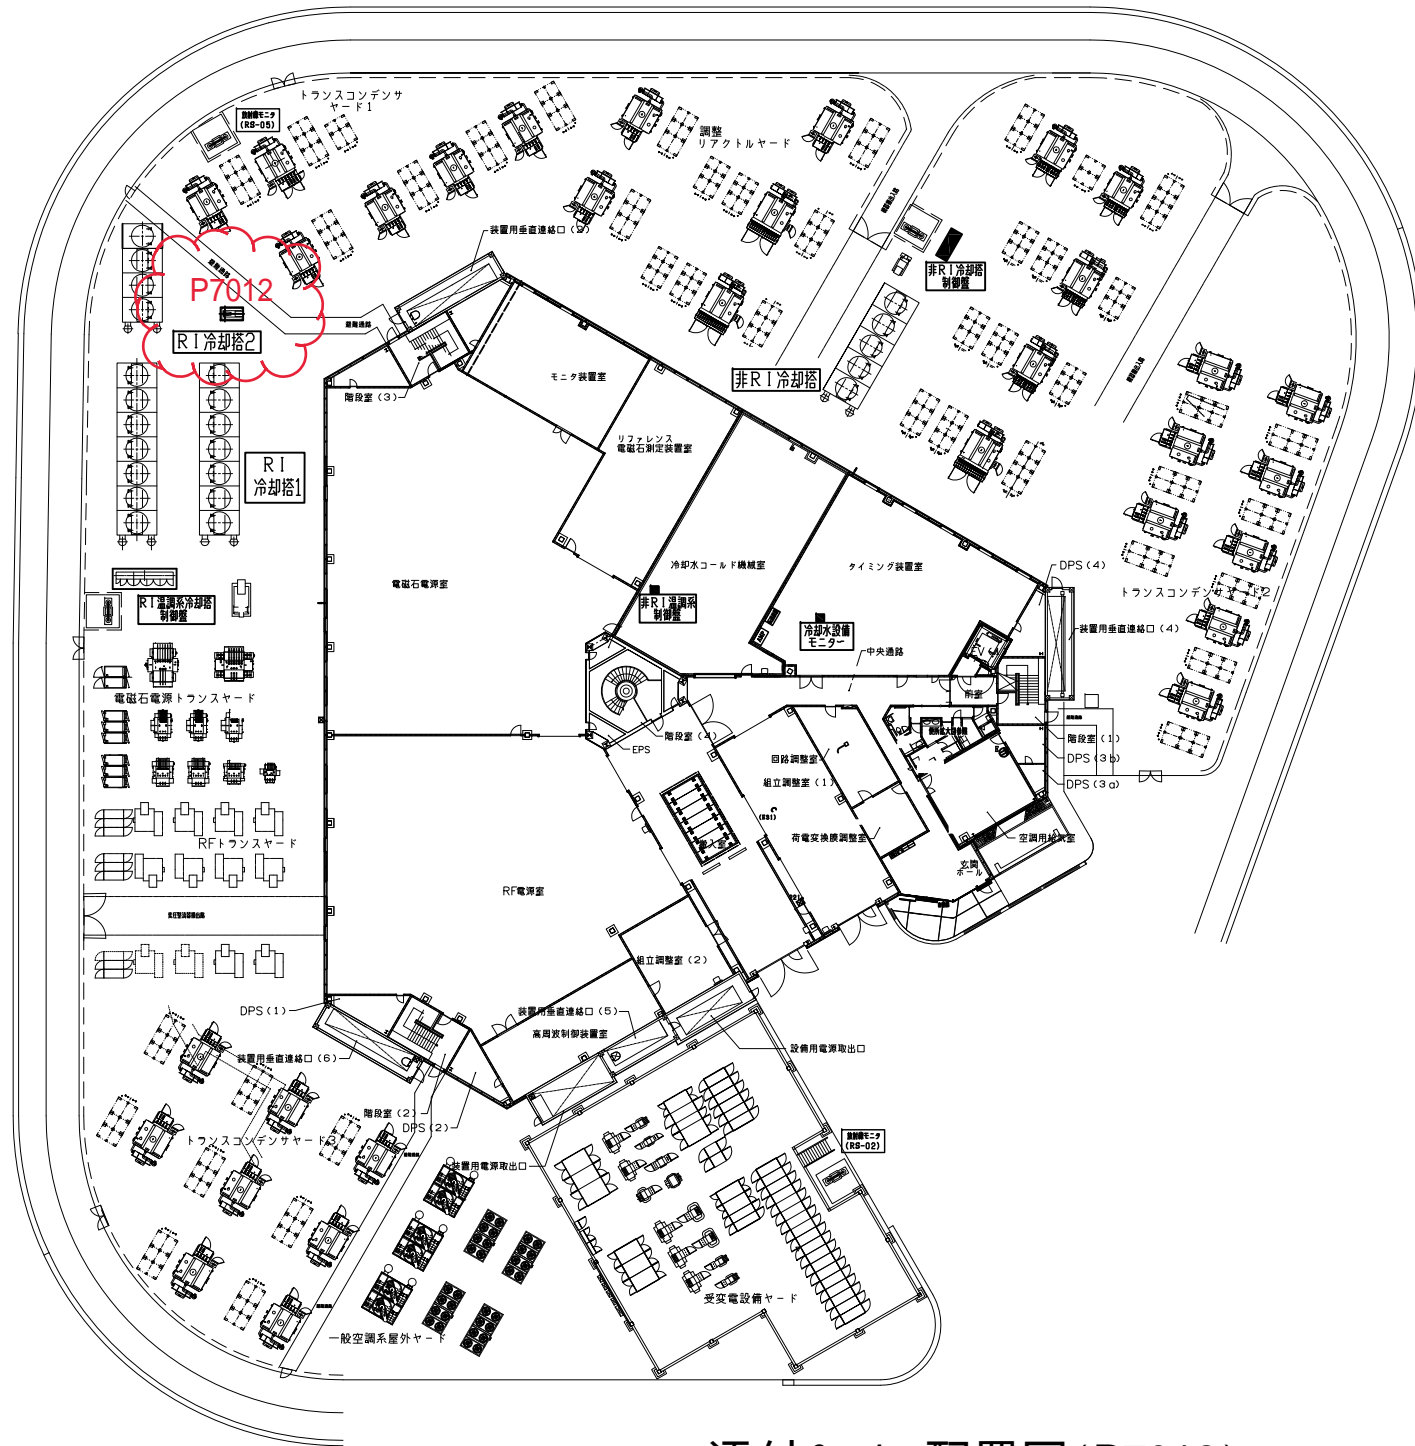 トランスコンデンサ
ヤード1
放射線モニタ
(RS-05)
調整
リアクトルヤード
装置用垂直連絡口(3)
P7012
RI冷却塔2
避難通路
非RI冷却塔
制御盤
モニタ装置室
非RI冷却塔
階段室(3)
リファレンス
電磁石測定装置室
RI
冷却塔1
電磁石電源室
冷却水コールド機械室
タイミング装置室
DPS(4)
トランスコンデンサヤード2
RI温調系冷却塔
制御盤
非RI温調系
制御盤
冷却水設備
モニター
装置用垂直連絡口(4)
中央通路
EV
前室
電磁石電源トランスヤード
階段室(4)
EPS
階段室(1)
回路調整室
DPS(3b)
組立調整室(1)
DPS(3a)
(ES1)
RFトランスヤード
搬入室
荷電変換膜調整室
空調用給気室
玄関
ホール
RF電源室
組立調整室(2)
DPS(1)
装置用垂直連絡口(5)
高周波制御装置室
設備用電源取出口
装置用垂直連絡口(6)
階段室(2)
DPS(2)
トランスコンデンサヤード3
放射線モニタ
(RS-02)
装置用電源取出口
受変電設備ヤード
一般空調系屋外ヤード